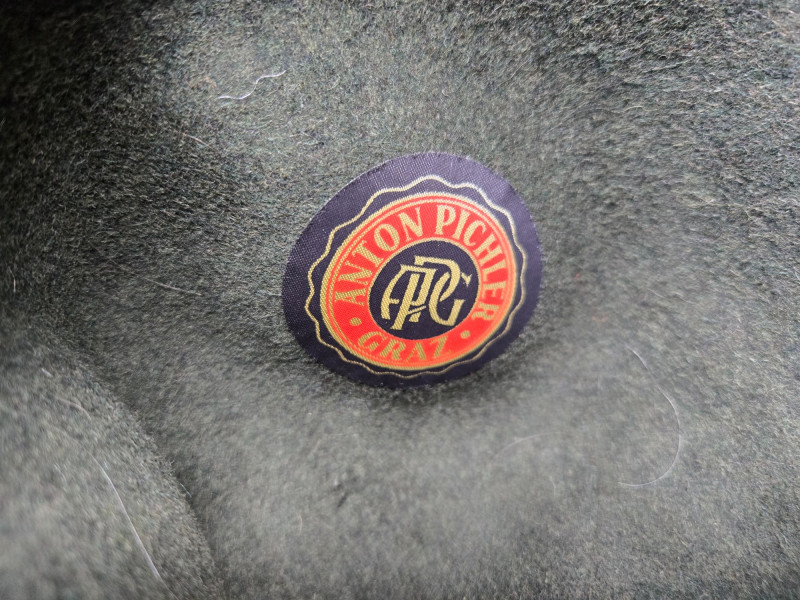 ANTON PICHLER
APG
• GRAZ •